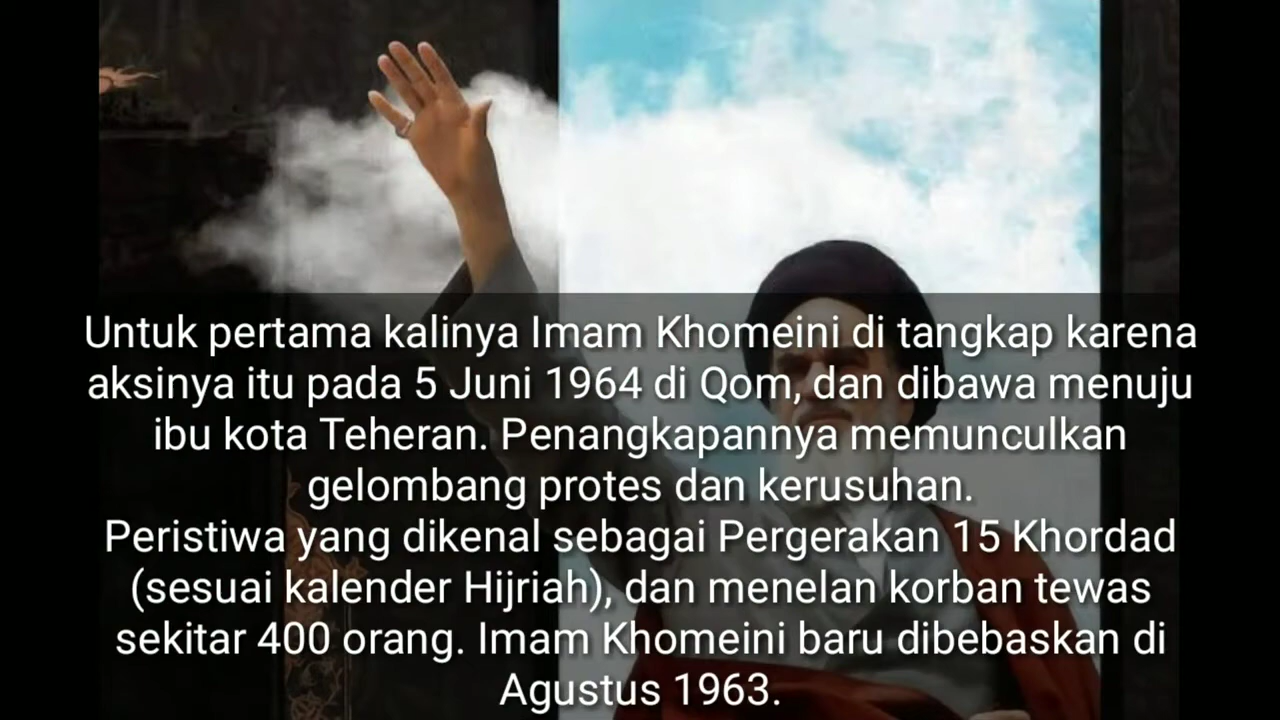 Untuk pertama kalinya Imam Khomeini di tangkap karena
aksinya itu pada 5 Juni 1964 di Qom, dan dibawa menuju
ibu kota Teheran. Penangkapannya memunculkan
gelombang protes dan kerusuhan.
Peristiwa yang dikenal sebagai Pergerakan 15 Khordad
(sesuai kalender Hijriah), dan menelan korban tewas
sekitar 400 orang. Imam Khomeini baru dibebaskan di
Agustus 1963.